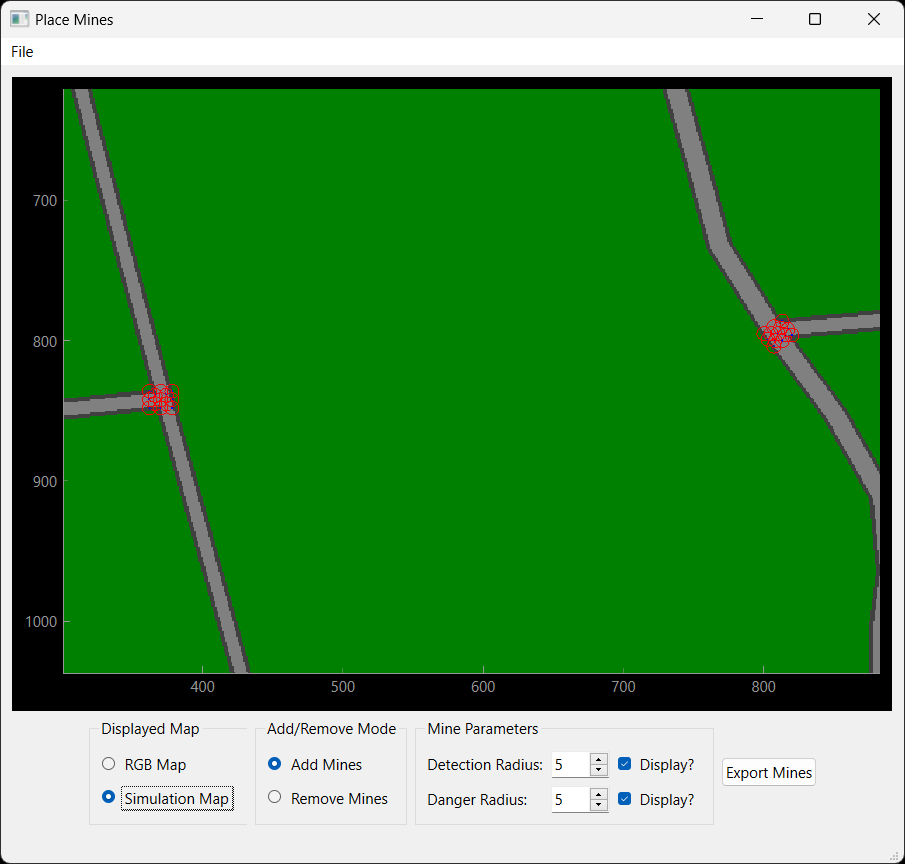 Place Mines
File
700
800
900
1000
400 500 600 700 800
Displayed Map Add/Remove Mode Mine Parameters
RGB Map Add Mines Detection Radius: 5 Display?
Export Mines
Simulation Map Remove Mines Danger Radius: 5 Display?